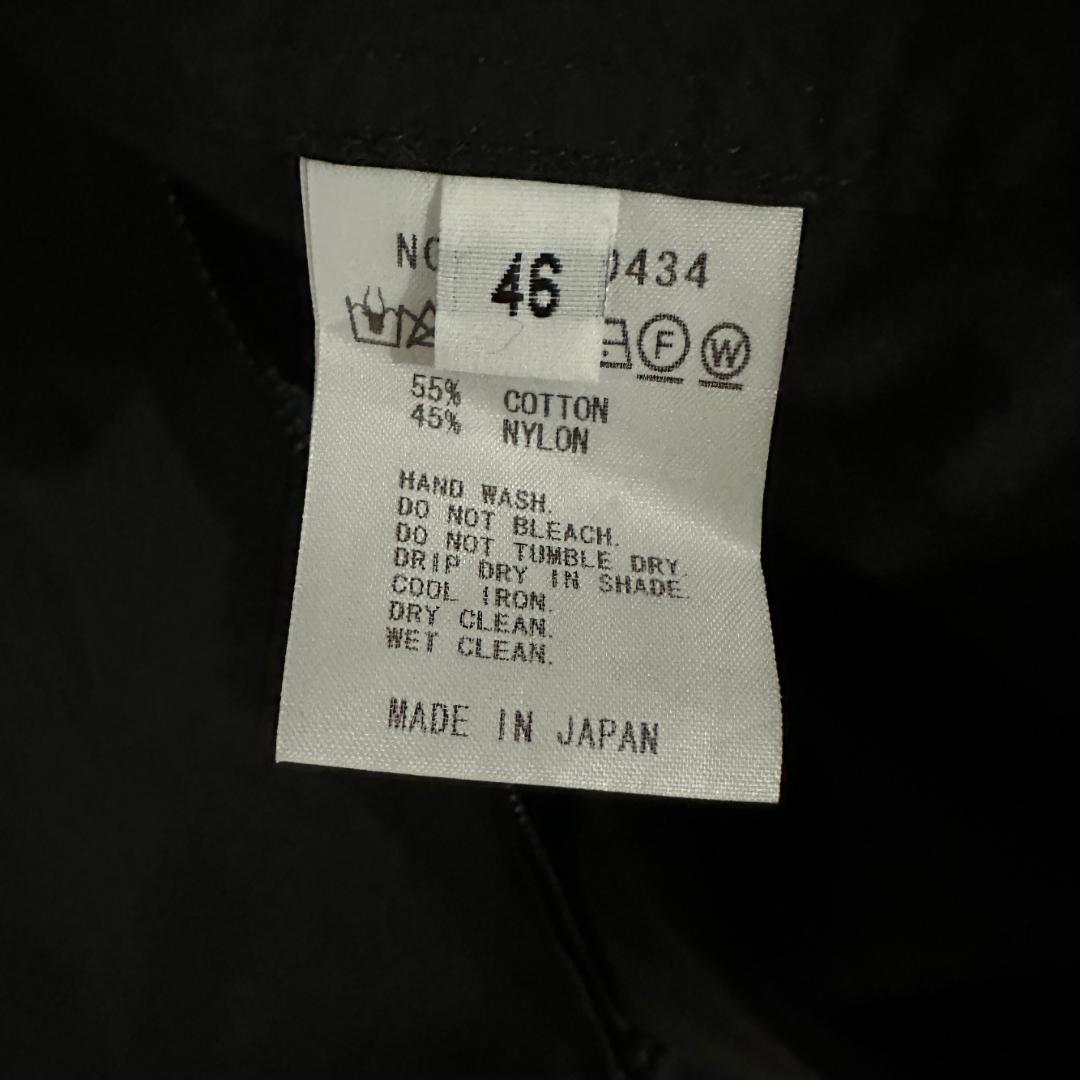 46
434
F W
55% COTTON
45% NYLON
HAND WASH.
DO NOT BLEACH.
DO NOT TUMBLE DRY.
DRIP DRY IN SHADE.
COOL IRON.
DRY CLEAN.
WET CLEAN.
MADE IN JAPAN